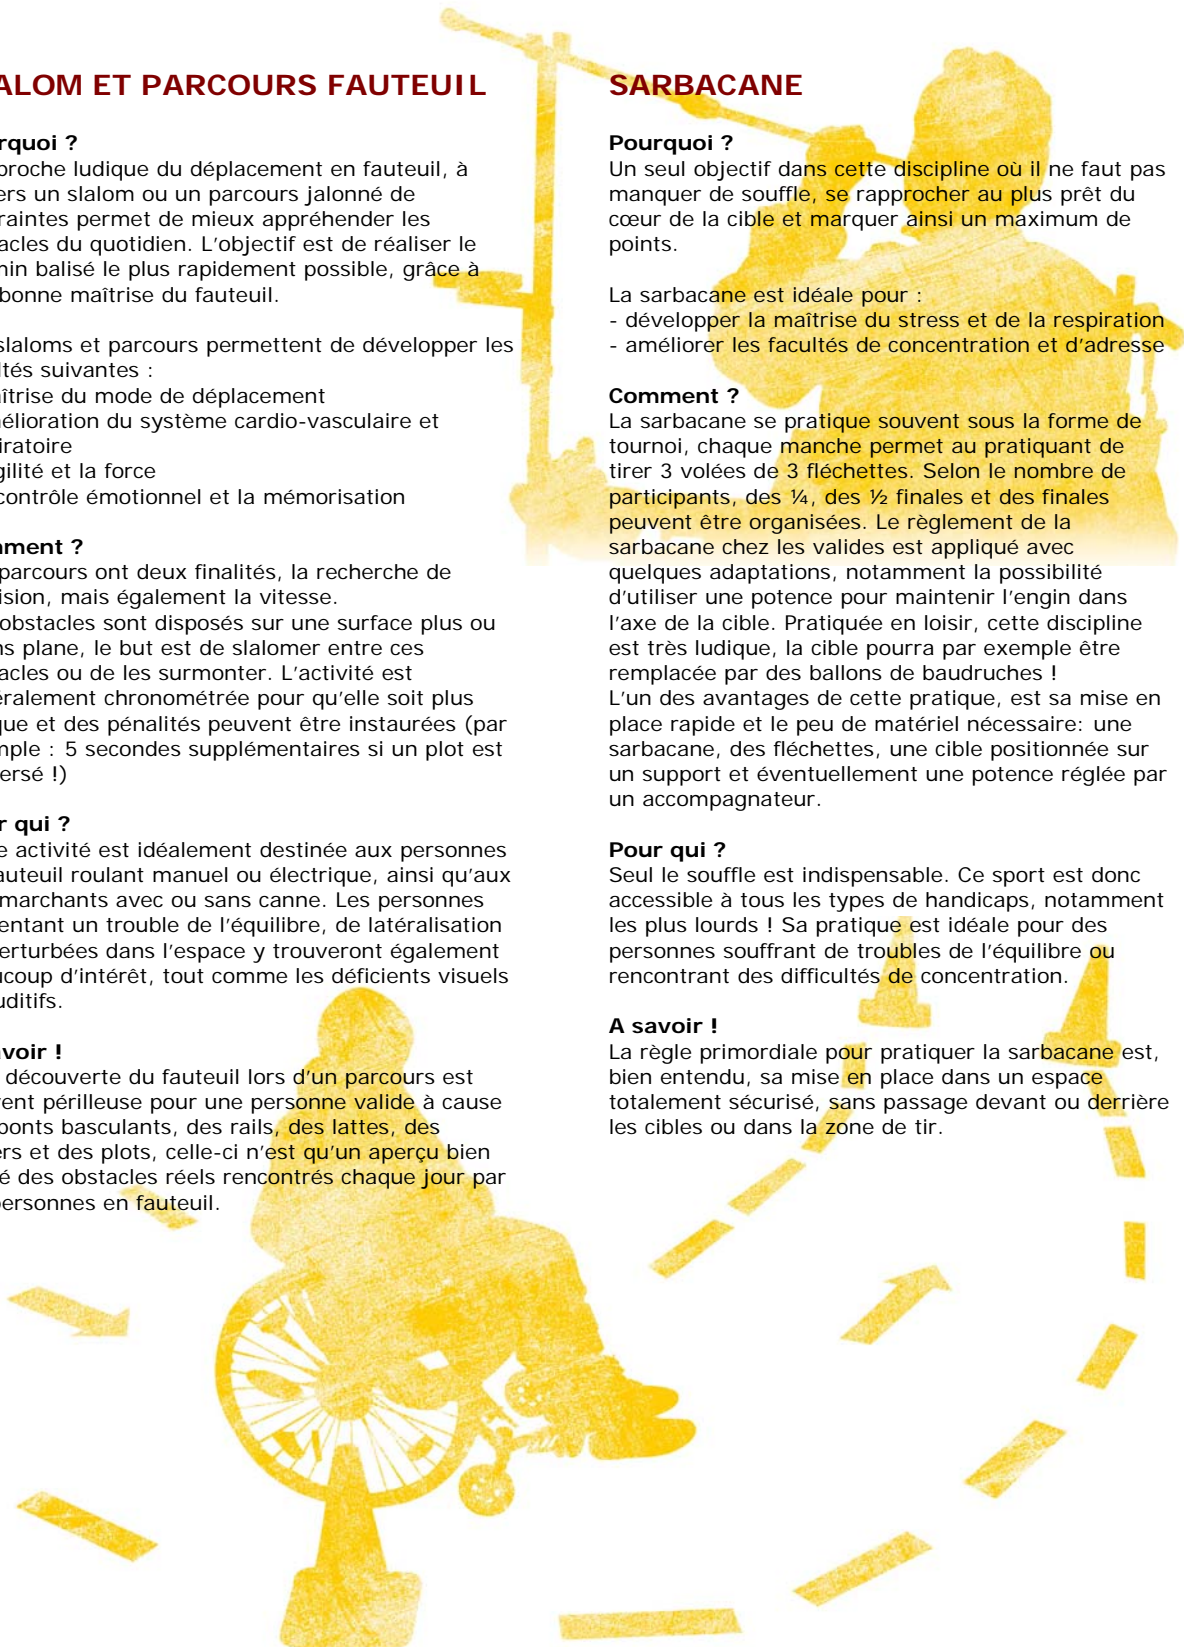 ALOM ET PARCOURS FAUTEUIL
rquoi ?
proche ludique du déplacement en fauteuil, à
ers un slalom ou un parcours jalonné de
raintes permet de mieux appréhender les
acles du quotidien. L'objectif est de réaliser le
min balisé le plus rapidement possible, grâce à
bonne maîtrise du fauteuil.
slaloms et parcours permettent de développer les
ltés suivantes :
îtrise du mode de déplacement
élioration du système cardio-vasculaire et
iratoire
gilité et la force
contrôle émotionnel et la mémorisation
mment ?
parcours ont deux finalités, la recherche de
ision, mais également la vitesse.
obstacles sont disposés sur une surface plus ou
ns plane, le but est de slalomer entre ces
acles ou de les surmonter. L'activité est
éralement chronométrée pour qu'elle soit plus
que et des pénalités peuvent être instaurées (par
mple : 5 secondes supplémentaires si un plot est
ersé !)
r qui ?
e activité est idéalement destinée aux personnes
auteuil roulant manuel ou électrique, ainsi qu'aux
marchants avec ou sans canne. Les personnes
entant un trouble de l'équilibre, de latéralisation
erturbées dans l'espace y trouveront également
ucoup d'intérêt, tout comme les déficients visuels
uditifs.
avoir !
découverte du fauteuil lors d'un parcours est
vent périlleuse pour une personne valide à cause
ponts basculants, des rails, des lattes, des
ers et des plots, celle-ci n'est qu'un aperçu bien
é des obstacles réels rencontrés chaque jour par
personnes en fauteuil.
SARBACANE
Pourquoi ?
Un seul objectif dans cette discipline où il ne faut pas
manquer de souffle, se rapprocher au plus prêt du
cœur de la cible et marquer ainsi un maximum de
points.
La sarbacane est idéale pour :
- développer la maîtrise du stress et de la respiration
- améliorer les facultés de concentration et d'adresse
Comment ?
La sarbacane se pratique souvent sous la forme de
tournoi, chaque manche permet au pratiquant de
tirer 3 volées de 3 fléchettes. Selon le nombre de
participants, des ¼, des ½ finales et des finales
peuvent être organisées. Le règlement de la
sarbacane chez les valides est appliqué avec
quelques adaptations, notamment la possibilité
d'utiliser une potence pour maintenir l'engin dans
l'axe de la cible. Pratiquée en loisir, cette discipline
est très ludique, la cible pourra par exemple être
remplacée par des ballons de baudruches !
L'un des avantages de cette pratique, est sa mise en
place rapide et le peu de matériel nécessaire: une
sarbacane, des fléchettes, une cible positionnée sur
un support et éventuellement une potence réglée par
un accompagnateur.
Pour qui ?
Seul le souffle est indispensable. Ce sport est donc
accessible à tous les types de handicaps, notamment
les plus lourds ! Sa pratique est idéale pour des
personnes souffrant de troubles de l'équilibre ou
rencontrant des difficultés de concentration.
A savoir !
La règle primordiale pour pratiquer la sarbacane est,
bien entendu, sa mise en place dans un espace
totalement sécurisé, sans passage devant ou derrière
les cibles ou dans la zone de tir.